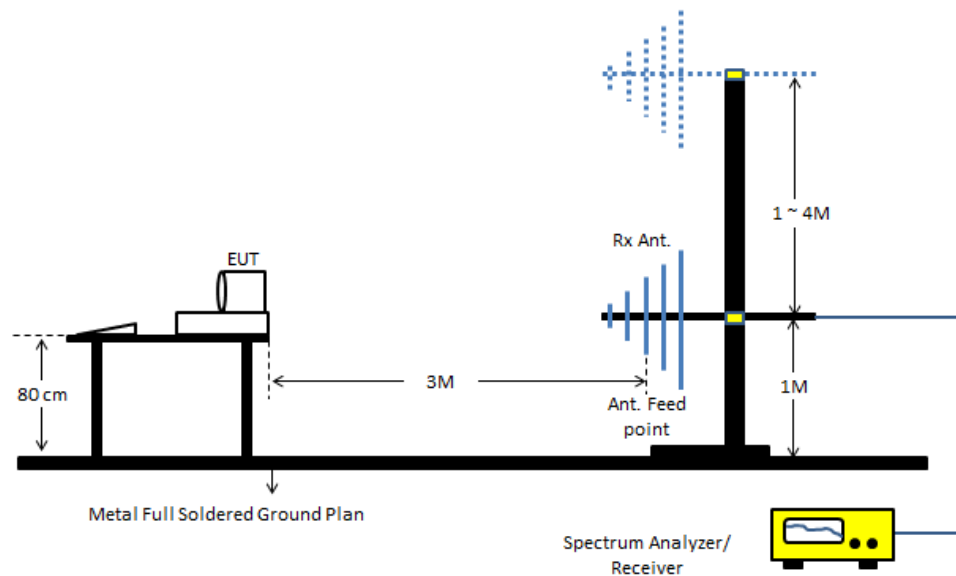 1 ~ 4M
Rx Ant.
EUT
3M
1M
80 cm
Ant. Feed
point
Metal Full Soldered Ground Plan
Spectrum Analyzer/
Receiver